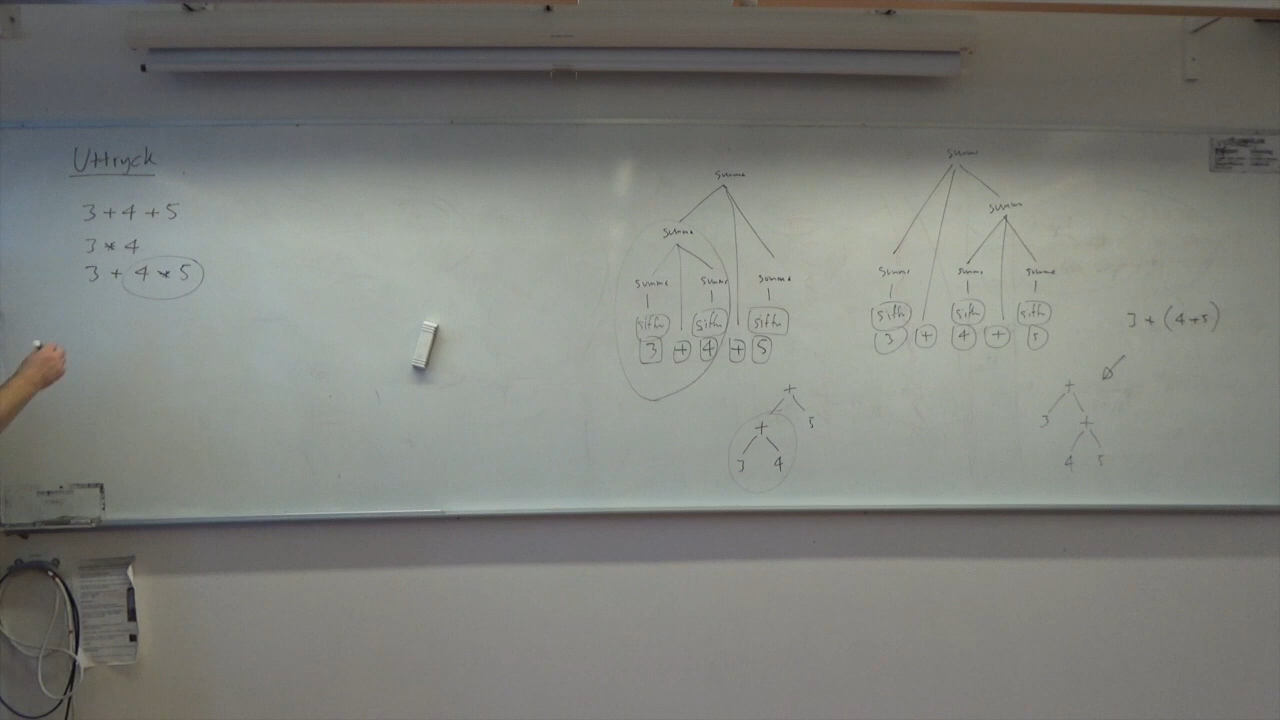 Uttryck
3 + 4 + 5
3 * 4
3 + 4 * 5
summa
summa
summa summa summa
siffra siffra siffra
3 + 4 + 5
+
+ 5
3 4
summa
summa
summa summa summa
siffra siffra siffra
3 + 4 + 5
3 + (4+5)
+
3 +
4 5